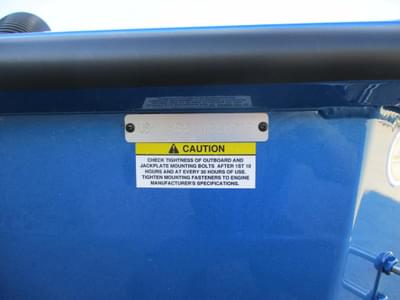 CAUTION
CHECK TIGHTNESS OF OUTBOARD AND
JACKPLATE MOUNTING BOLTS AFTER 1ST 10
HOURS AND AT EVERY 30 HOURS OF USE.
TIGHTEN MOUNTING FASTENERS TO ENGINE
MANUFACTURER'S SPECIFICATIONS.